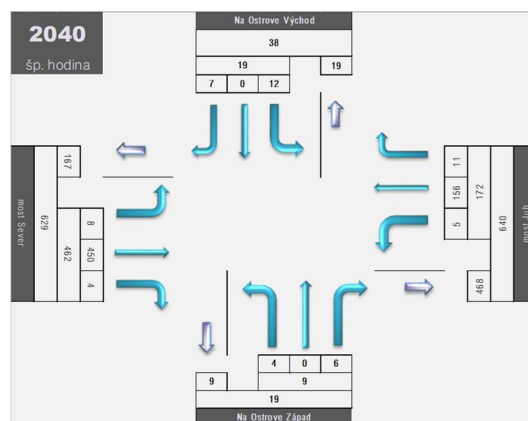 2040
šp. hodina
Na Ostrove Východ
38
19 19
7 0 12
most Sever
629
167
462
8
450
4
11
156
5
172
468
640
most Juh
4 0 6
9 9
19
Na Ostrove Západ